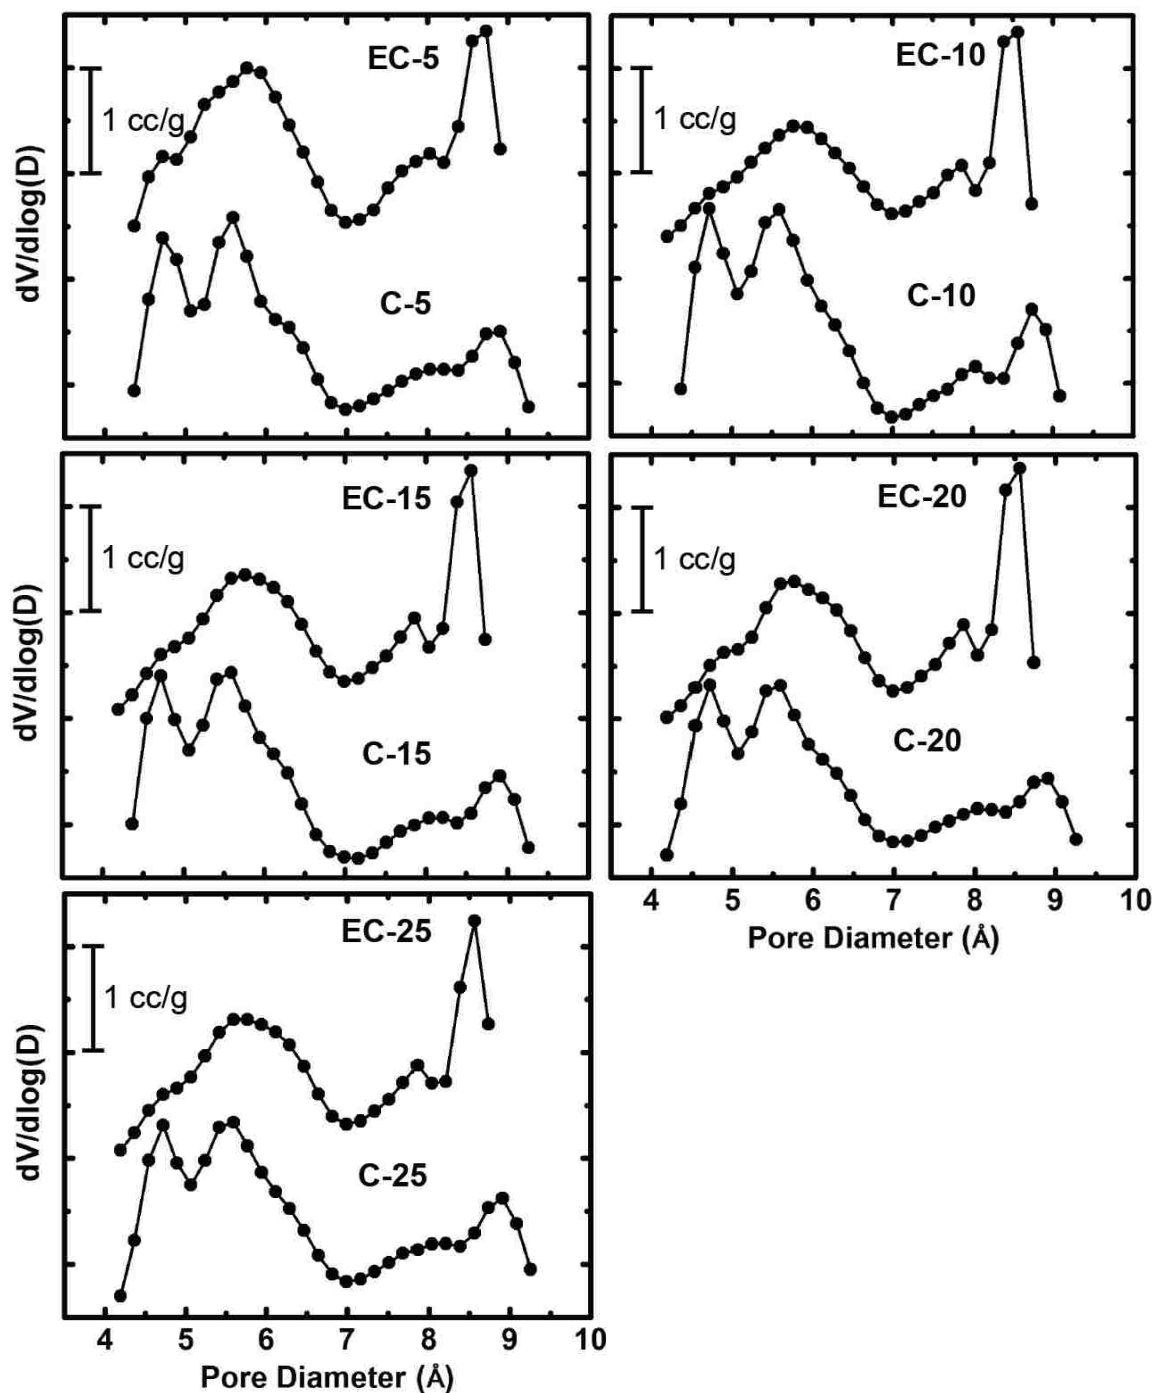 EC-5
1 cc/g
C-5
dV/dlog(D)
EC-10
1 cc/g
C-10
EC-15
1 cc/g
C-15
dV/dlog(D)
EC-20
1 cc/g
C-20
4 5 6 7 8 9 10
Pore Diameter (Å)
EC-25
1 cc/g
C-25
dV/dlog(D)
4 5 6 7 8 9 10
Pore Diameter (Å)